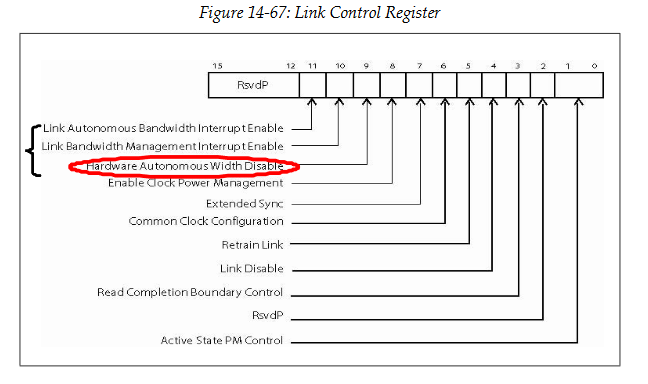 Figure 14-67: Link Control Register
15 12 11 10 9 8 7 6 5 4 3 2 1 0
RsvdP
Link Autonomous Bandwidth Interrupt Enable
Link Bandwidth Management Interrupt Enable
Hardware Autonomous Width Disable
Enable Clock Power Management
Extended Sync
Common Clock Configuration
Retrain Link
Link Disable
Read Completion Boundary Control
RsvdP
Active State PM Control